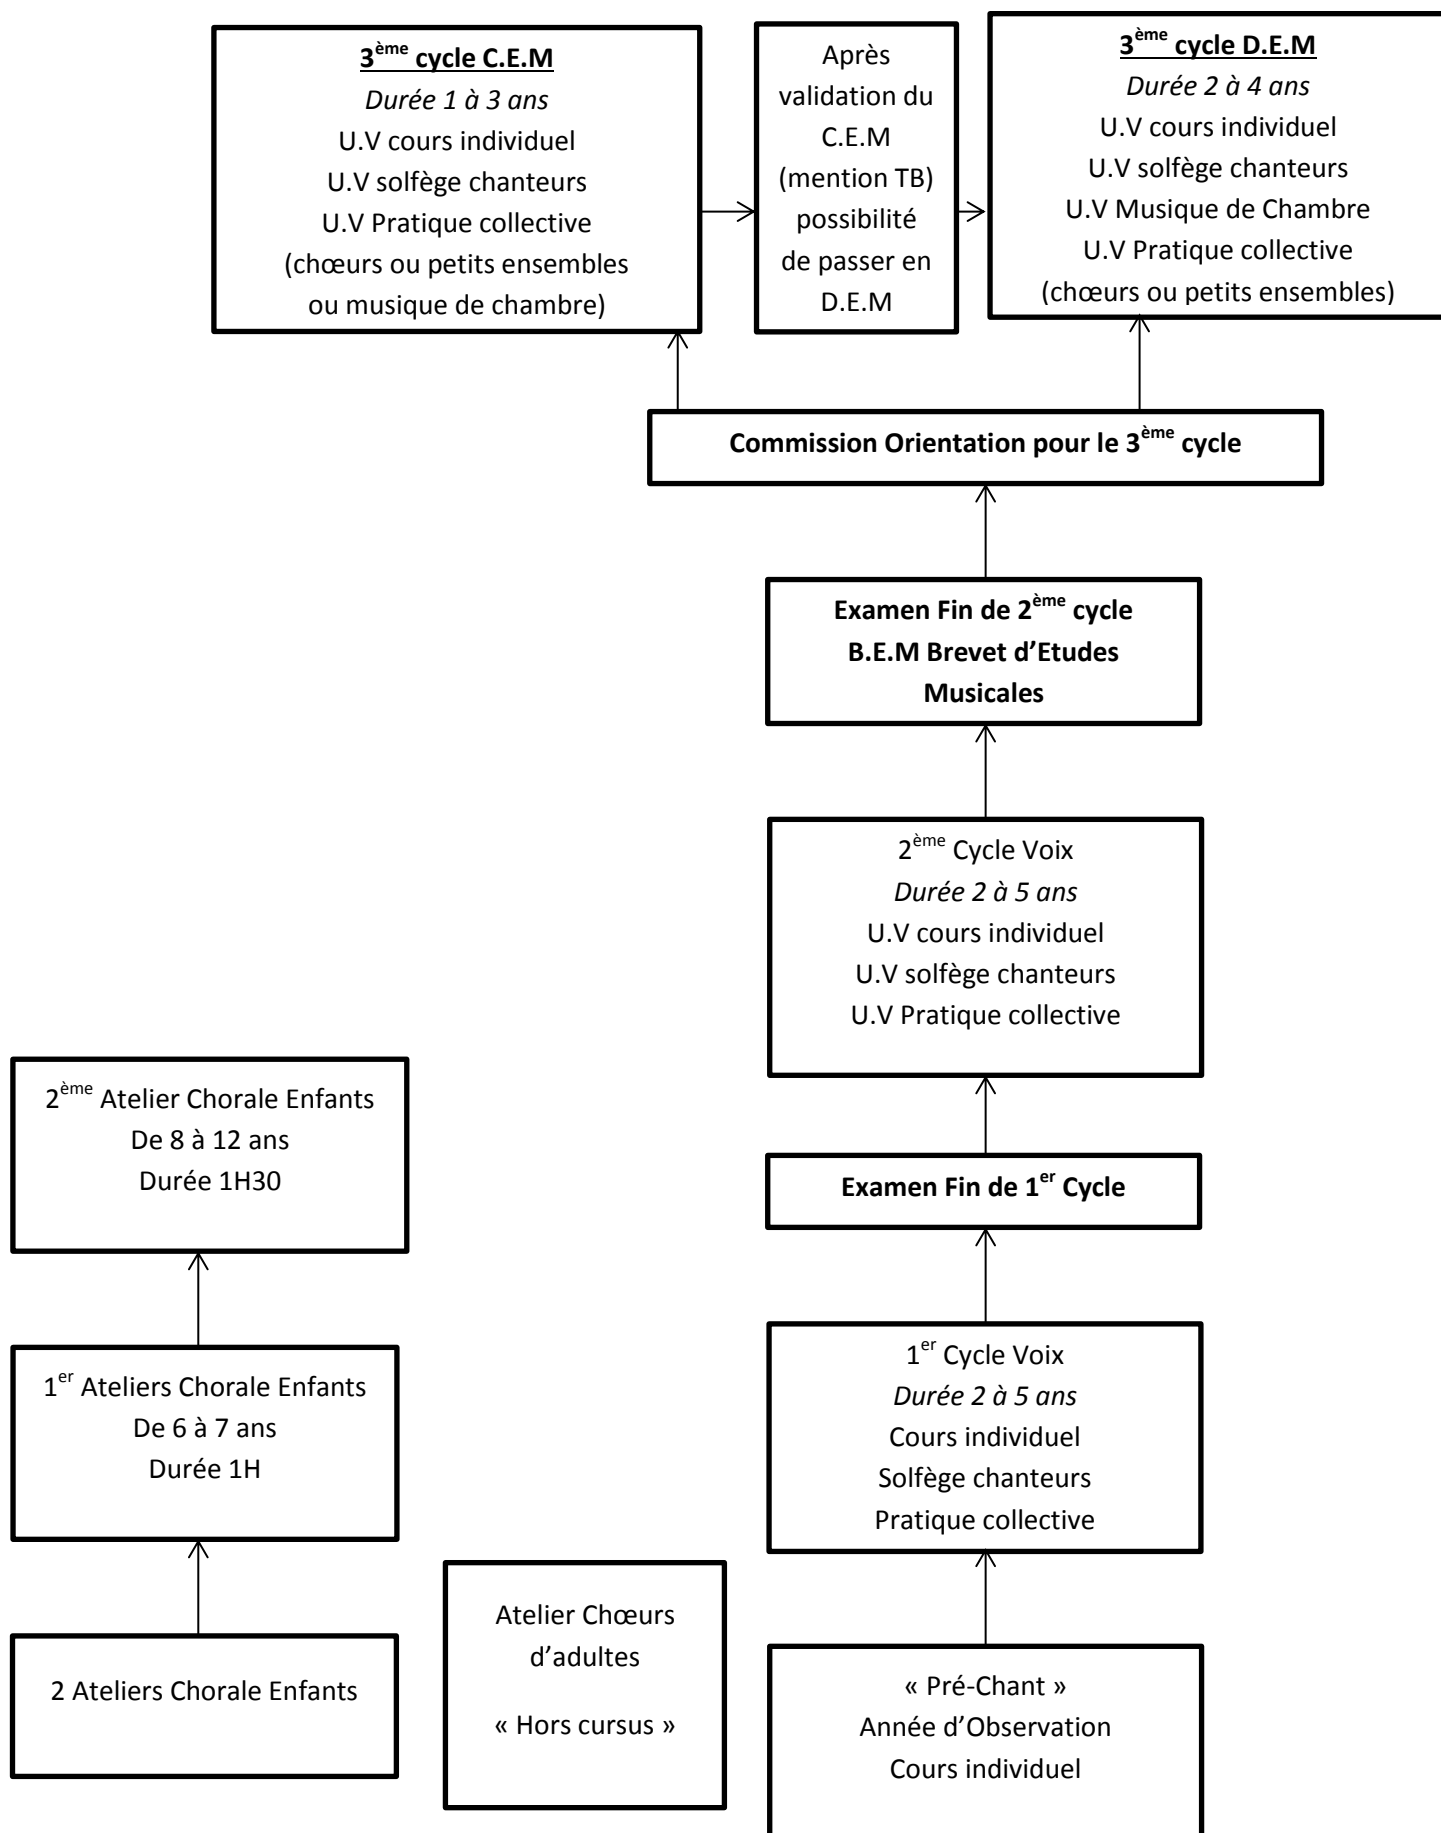 3ème cycle C.E.M
Durée 1 à 3 ans
U.V cours individuel
U.V solfège chanteurs
U.V Pratique collective
(chœurs ou petits ensembles
ou musique de chambre)
Après
validation du
C.E.M
(mention TB)
possibilité
de passer en
D.E.M
3ème cycle D.E.M
Durée 2 à 4 ans
U.V cours individuel
U.V solfège chanteurs
U.V Musique de Chambre
U.V Pratique collective
(chœurs ou petits ensembles)
Commission Orientation pour le 3ème cycle
Examen Fin de 2ème cycle
B.E.M Brevet d’Etudes
Musicales
2ème Cycle Voix
Durée 2 à 5 ans
U.V cours individuel
U.V solfège chanteurs
U.V Pratique collective
2ème Atelier Chorale Enfants
De 8 à 12 ans
Durée 1H30
Examen Fin de 1er Cycle
1er Ateliers Chorale Enfants
De 6 à 7 ans
Durée 1H
1er Cycle Voix
Durée 2 à 5 ans
Cours individuel
Solfège chanteurs
Pratique collective
2 Ateliers Chorale Enfants
Atelier Chœurs
d’adultes
« Hors cursus »
« Pré-Chant »
Année d’Observation
Cours individuel